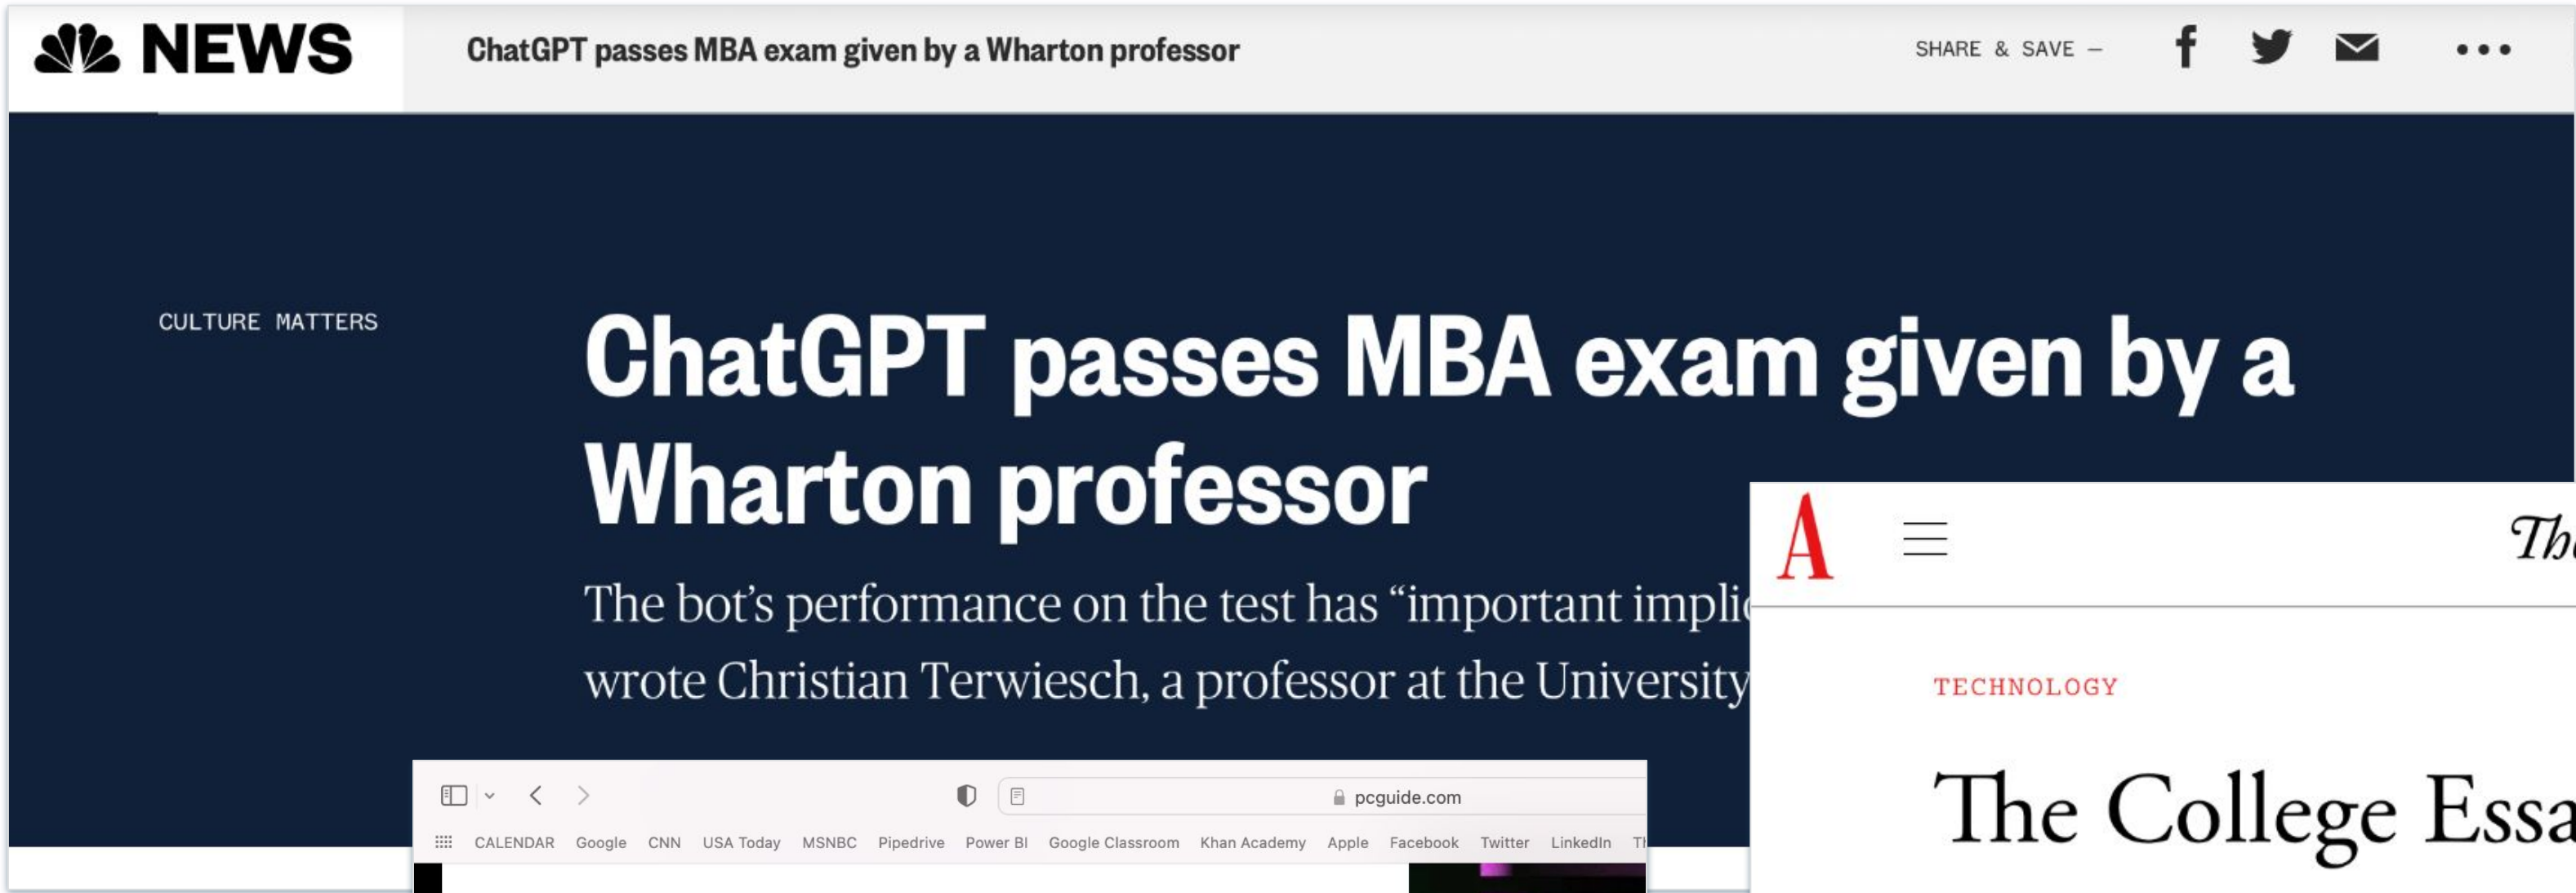 NEWS
ChatGPT passes MBA exam given by a Wharton professor
SHARE & SAVE —
CULTURE MATTERS
ChatGPT passes MBA exam given by a
Wharton professor
The bot's performance on the test has “important
wrote Christian Terwiesch, a professor at the University
A
TECHNOLOGY
The College
pcguide.com
CALENDAR Google CNN USA Today MSNBC Pipedrive Power BI Google Classroom Khan Academy Apple Facebook Twitter LinkedIn